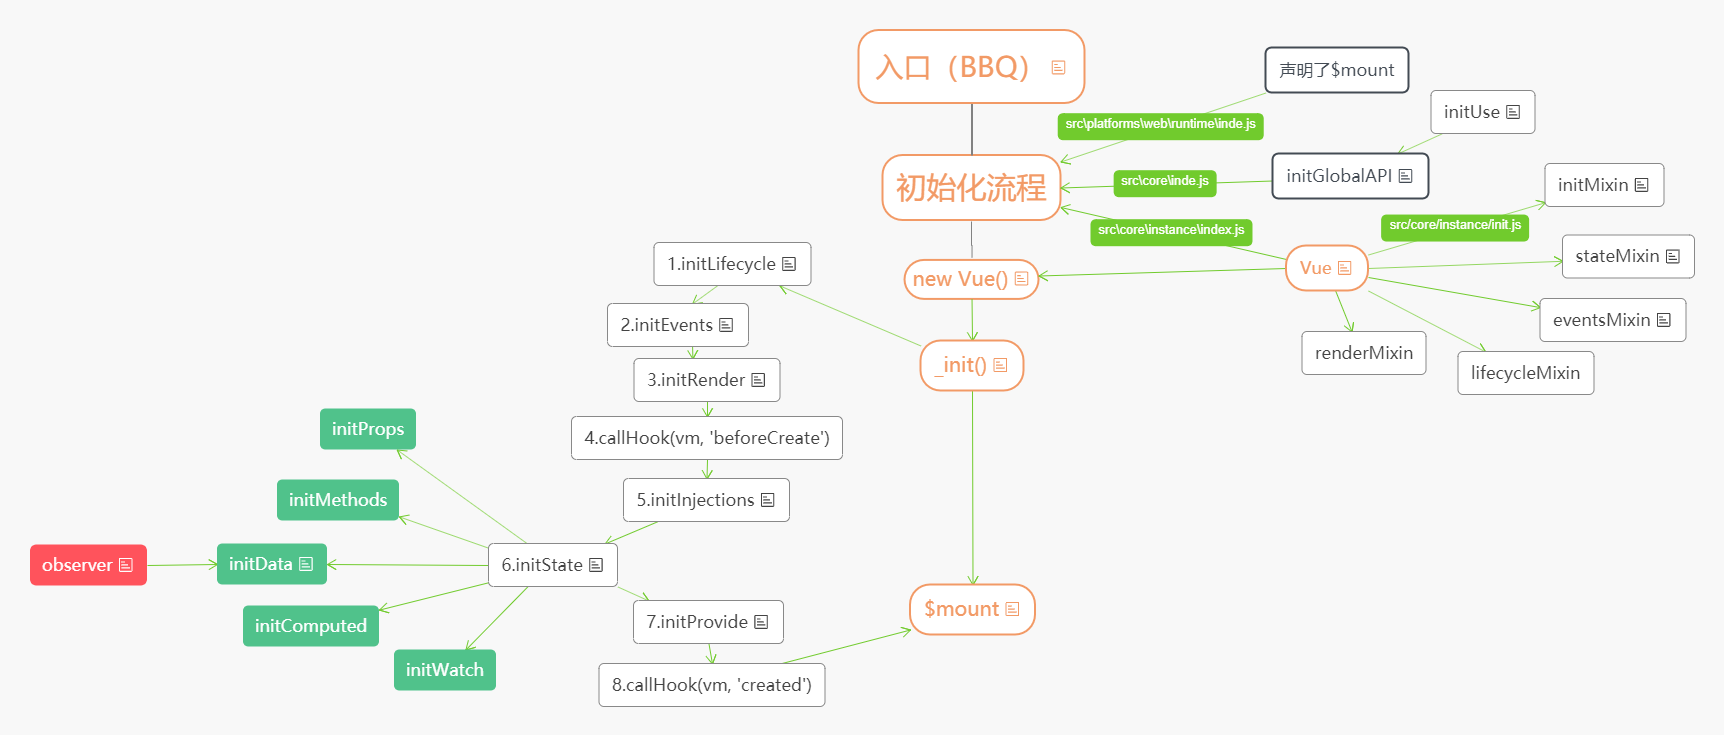 入口（BBQ）
声明了$mount
initUse
src\platforms\web\runtime\inde.js
初始化流程
src\core\inde.js
initGlobalAPI
initMixin
src\core\instance\index.js
src/core/instance/init.js
1.initLifecycle
new Vue()
Vue
stateMixin
2.initEvents
eventsMixin
renderMixin
lifecycleMixin
_init()
3.initRender
initProps
4.callHook(vm, 'beforeCreate')
initMethods
5.initInjections
observer
initData
6.initState
initComputed
7.initProvide
$mount
initWatch
8.callHook(vm, 'created')